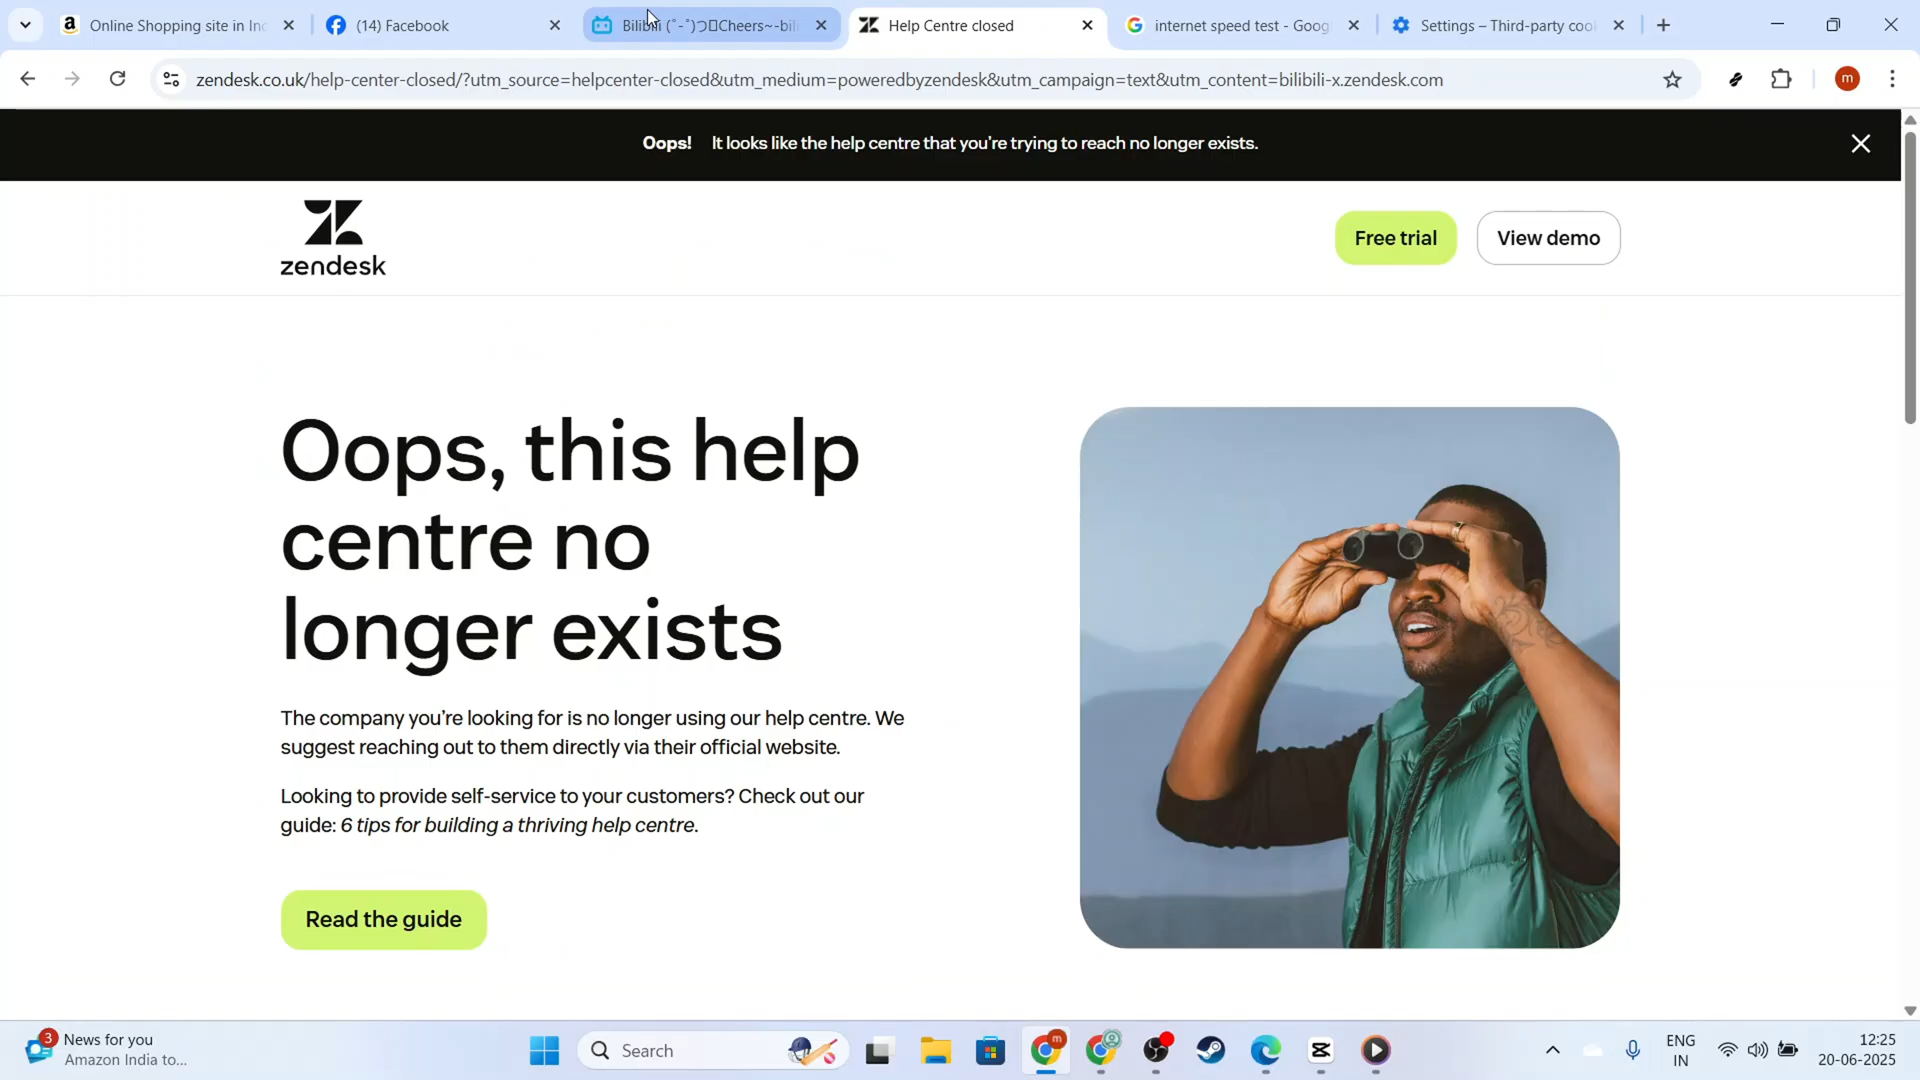 Online Shopping site in Inc
(14) Facebook
Cheers~-bili
Help Centre closed
internet speed test - Goog
Settings – Third-party coo
zendesk.co.uk/help-center-closed/?utm_source=helpcenter-closed&utm_medium=poweredbyzendesk&utm_campaign=text&utm_content=bilibili-x.zendesk.com
m
Oops! It looks like the help centre that you're trying to reach no longer exists.
zendesk
Free trial
View demo
Oops, this help
centre no
longer exists
The company you're looking for is no longer using our help centre. We
suggest reaching out to them directly via their official website.
Looking to provide self-service to your customers? Check out our
guide: 6 tips for building a thriving help centre.
Read the guide
3
News for you
Amazon India to...
Search
m
ENG
IN
12:25
20-06-2025